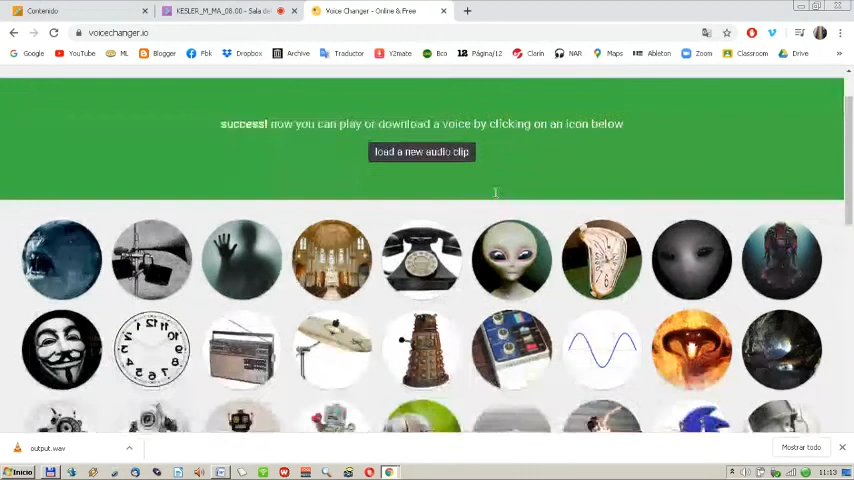 Contenido
KESLER_M_MA_08.00 - Sala de
Voice Changer - Online & Free
voicechanger.io
Google
YouTube
ML
Blogger
Dropbox
Archive
Traductor
Y2mate
Bco
12 Página/12
Clarín
NAR
Maps
Ableton
Zoom
Classroom
Drive
success! now you can play or download a voice by clicking on an icon below
load a new audio clip
output.wav
Mostrar todo
Inicio
11:13